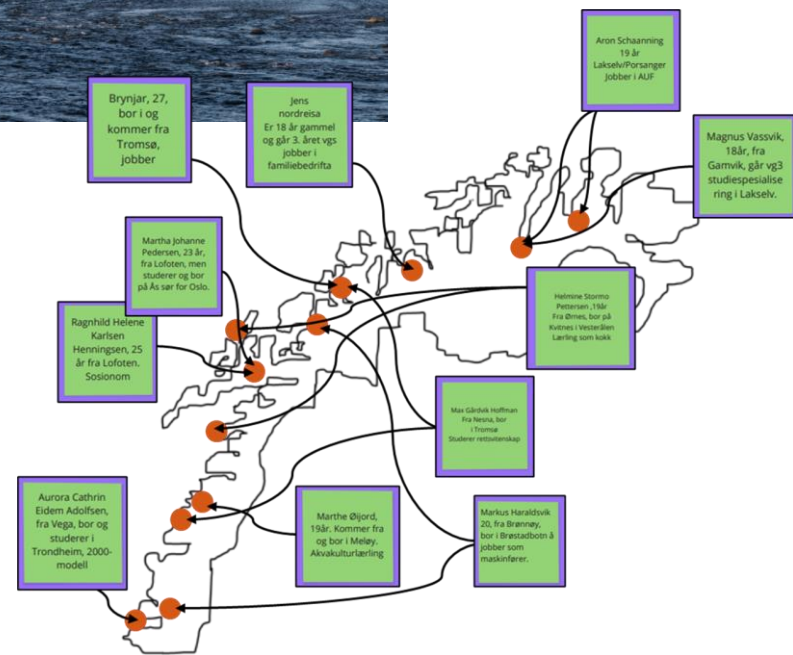 Aron Schaanning
19 år
Lakselv/Porsanger
Jobber i AUF
Brynjar, 27,
bor i og
kommer fra
Tromsø,
jobber
Jens
nordreisa
Er 18 år gammel
og går 3. året vgs
jobber i
familiebedrifta
Magnus Vassvik,
18år, fra
Gamvik, går vg3
studiespesialise
ring i Lakselv.
Martha Johanne
Pedersen, 23 år,
fra Lofoten, men
studerer og bor
på Ås sør for Oslo.
Ragnhild Helene
Karlsen
Henningsen, 25
år fra Lofoten.
Sosionom
Helmine Stormo
Pettersen ,19år
Fra Ørnes, bor på
Kvitnes i Vesterålen
Lærling som kokk
Max Gårdvik Hoffman
Fra Nesna, bor
i Tromsø
Studerer rettsvitenskap
Aurora Cathrin
Eidem Adolfsen,
fra Vega, bor og
studerer i
Trondheim, 2000-
modell
Marthe Øijord,
19år. Kommer fra
og bor i Meløy.
Akvakulturlærling
Markus Haraldsvik
20, fra Brønnøy,
bor i Brøstadbotn å
jobber som
maskinfører.